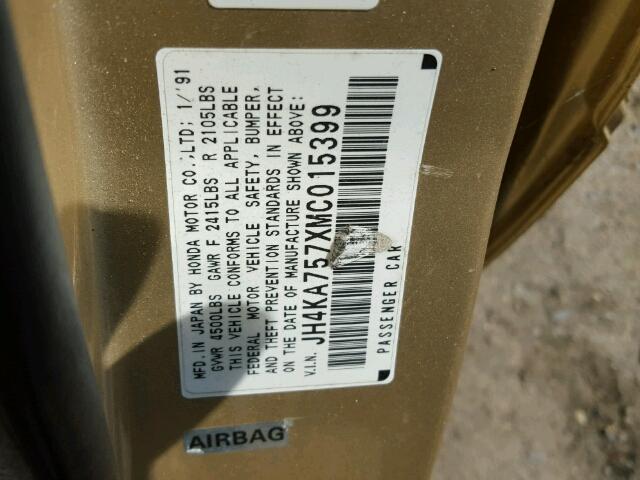 MFD. IN JAPAN BY HONDA MOTOR CO., LTD; 1/'91
GVWR 4500LBS GAWR F 2415LBS R 2105LBS
THIS VEHICLE CONFORMS TO ALL APPLICABLE
FEDERAL MOTOR VEHICLE SAFETY, BUMPER,
AND THEFT PREVENTION STANDARDS IN EFFECT
ON THE DATE OF MANUFACTURE SHOWN ABOVE:
V.I.N. JH4KA757XMC015399
PASSENGER CAR
AIRBAG